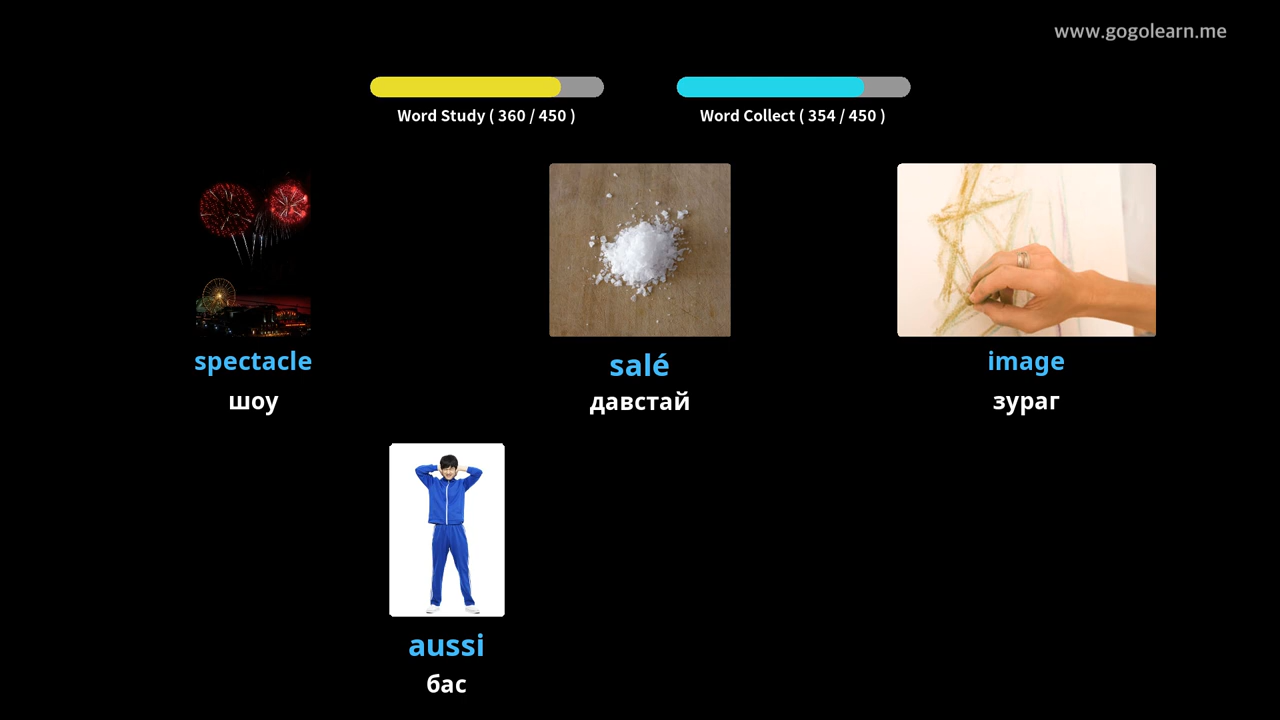 www.gogolearn.me
Word Study ( 360 / 450 )
Word Collect ( 354 / 450 )
spectacle
шоу
salé
давстай
image
зураг
aussi
бас